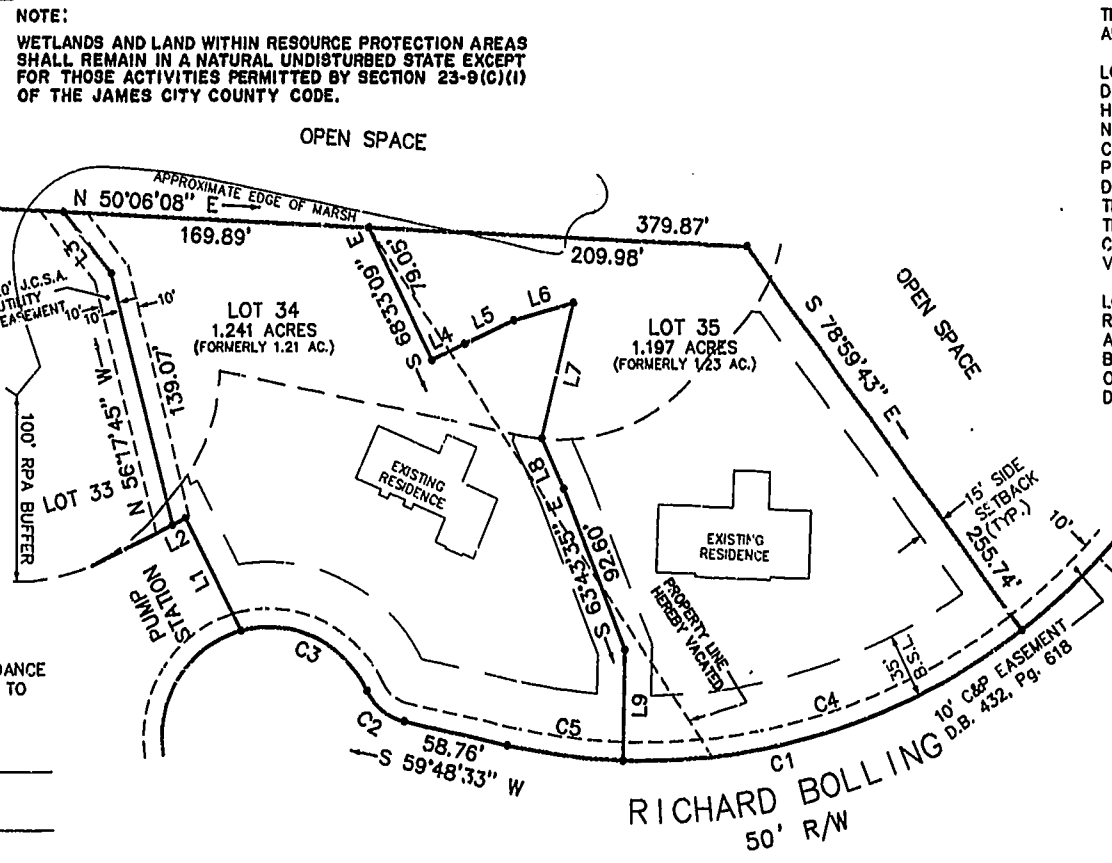 NOTE:
WETLANDS AND LAND WITHIN RESOURCE PROTECTION AREAS
SHALL REMAIN IN A NATURAL UNDISTURBED STATE EXCEPT
FOR THOSE ACTIVITIES PERMITTED BY SECTION 23-9(C)(1)
OF THE JAMES CITY COUNTY CODE.
OPEN SPACE
APPROXIMATE EDGE OF MARSH
N 50°06'08" E
169.89'
379.87'
209.98'
L3
J.C.S.A.
UTILITY
EASEMENT
10'
10'
10'
LOT 34
1.241 ACRES
(FORMERLY 1.21 AC.)
S 68°33'09" E
79.05'
L4
L5
L6
L7
LOT 35
1.197 ACRES
(FORMERLY 1.23 AC.)
OPEN SPACE
S 78°59'43" E
255.74'
N 56°17'45" W
139.07'
100' RPA BUFFER
LOT 33
L2
L1
PUMP
STATION
EXISTING
RESIDENCE
L8
S 63°43'35" E
92.60'
EXISTING
RESIDENCE
15' SIDE
SETBACK
(TYP.)
10'
PROPERTY LINE
HEREBY VACATED
35'
B.S.L.
10' C&P EASEMENT
D.B. 432, Pg. 618
C3
C2
C5
L9
C4
C1
58.76'
S 59°48'33" W
RICHARD BOLLING
50' R/W
TO